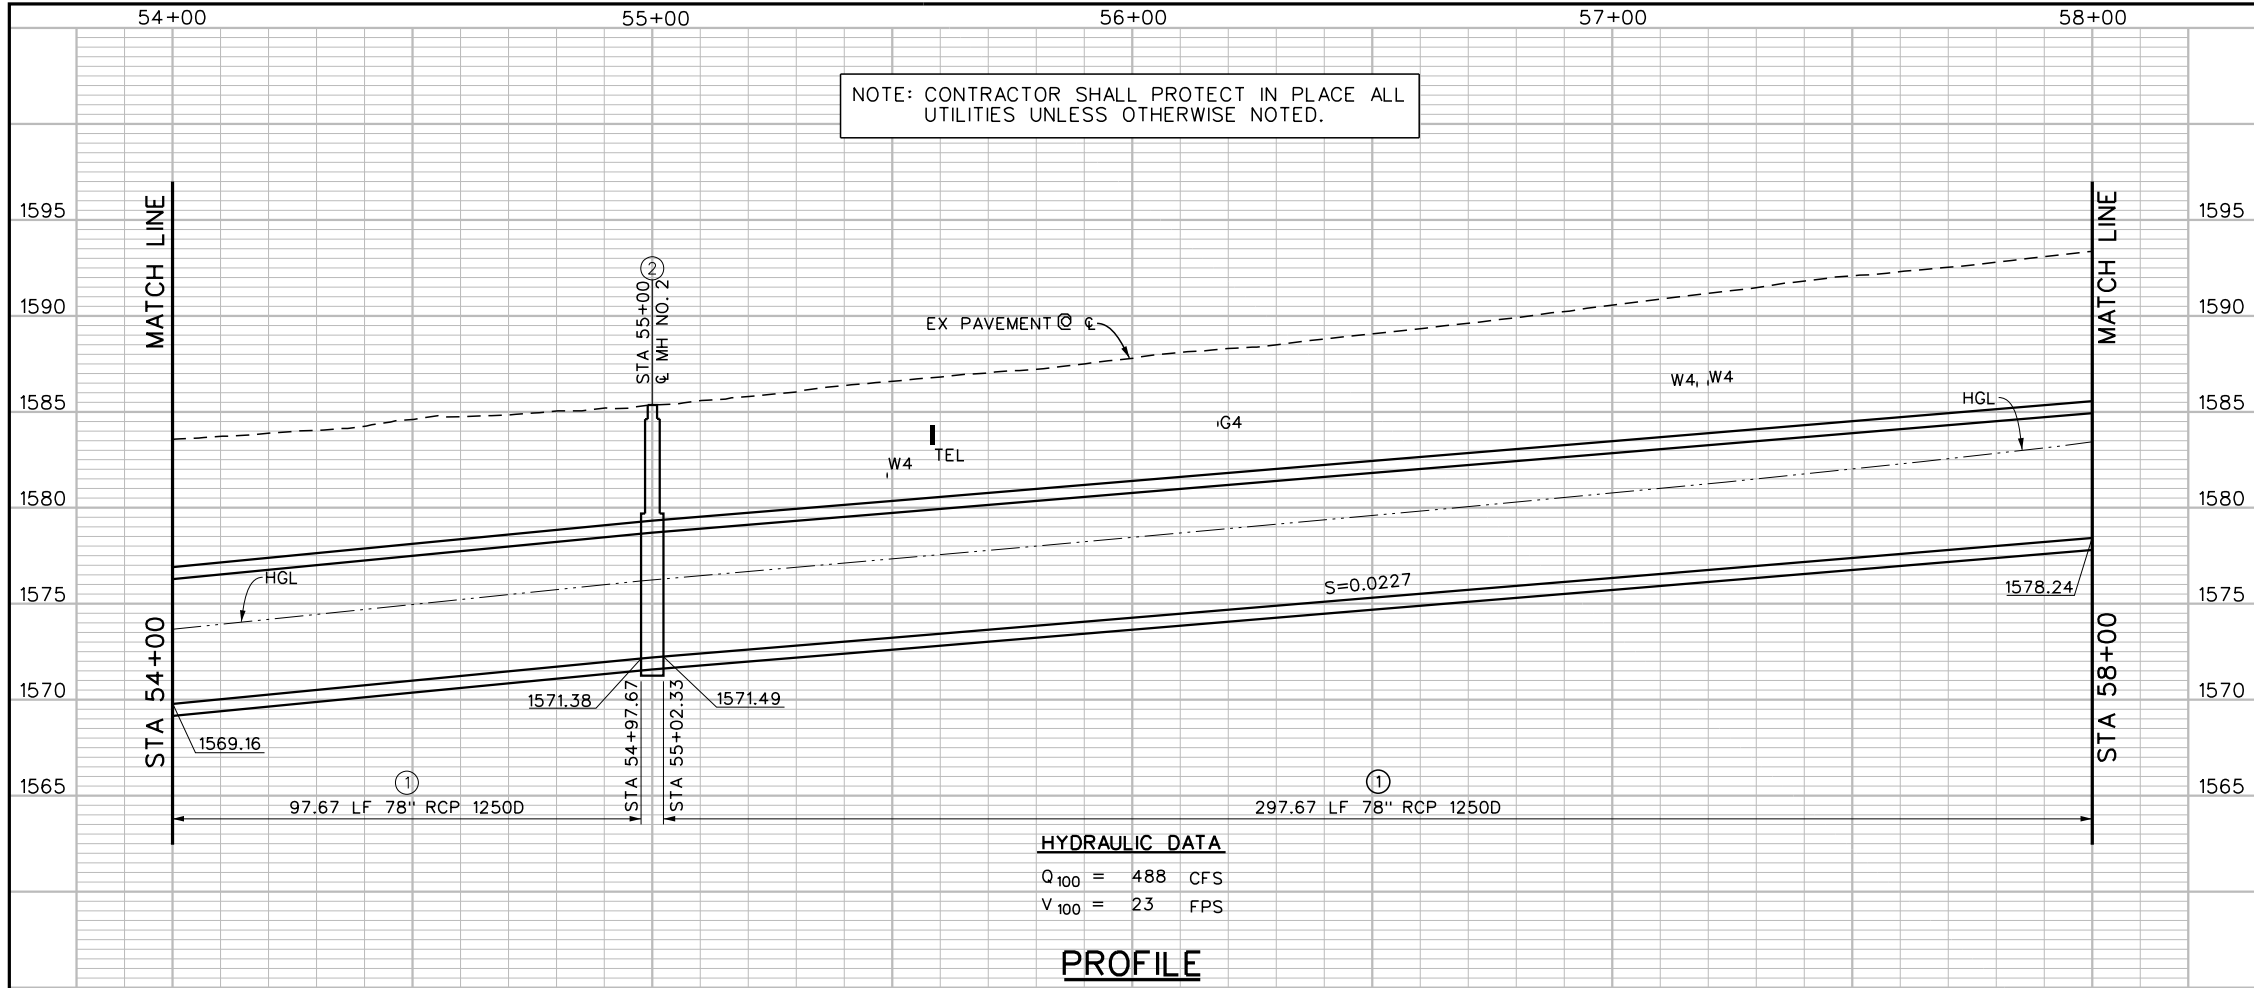 54+00 55+00 56+00 57+00 58+00
NOTE: CONTRACTOR SHALL PROTECT IN PLACE ALL
UTILITIES UNLESS OTHERWISE NOTED.
1595
1590
1585
1580
1575
1570
1565
MATCH LINE
STA 54+00
2
STA 55+00
℄ MH NO. 2
EX PAVEMENT @ ℄
W4
TEL
G4
W4 W4
HGL
HGL
S=0.0227
1569.16
1571.38
1571.49
1578.24
STA 54+97.67
STA 55+02.33
1
97.67 LF 78" RCP 1250D
1
297.67 LF 78" RCP 1250D
MATCH LINE
STA 58+00
1595
1590
1585
1580
1575
1570
1565
HYDRAULIC DATA
Q100 = 488 CFS
V100 = 23 FPS
PROFILE